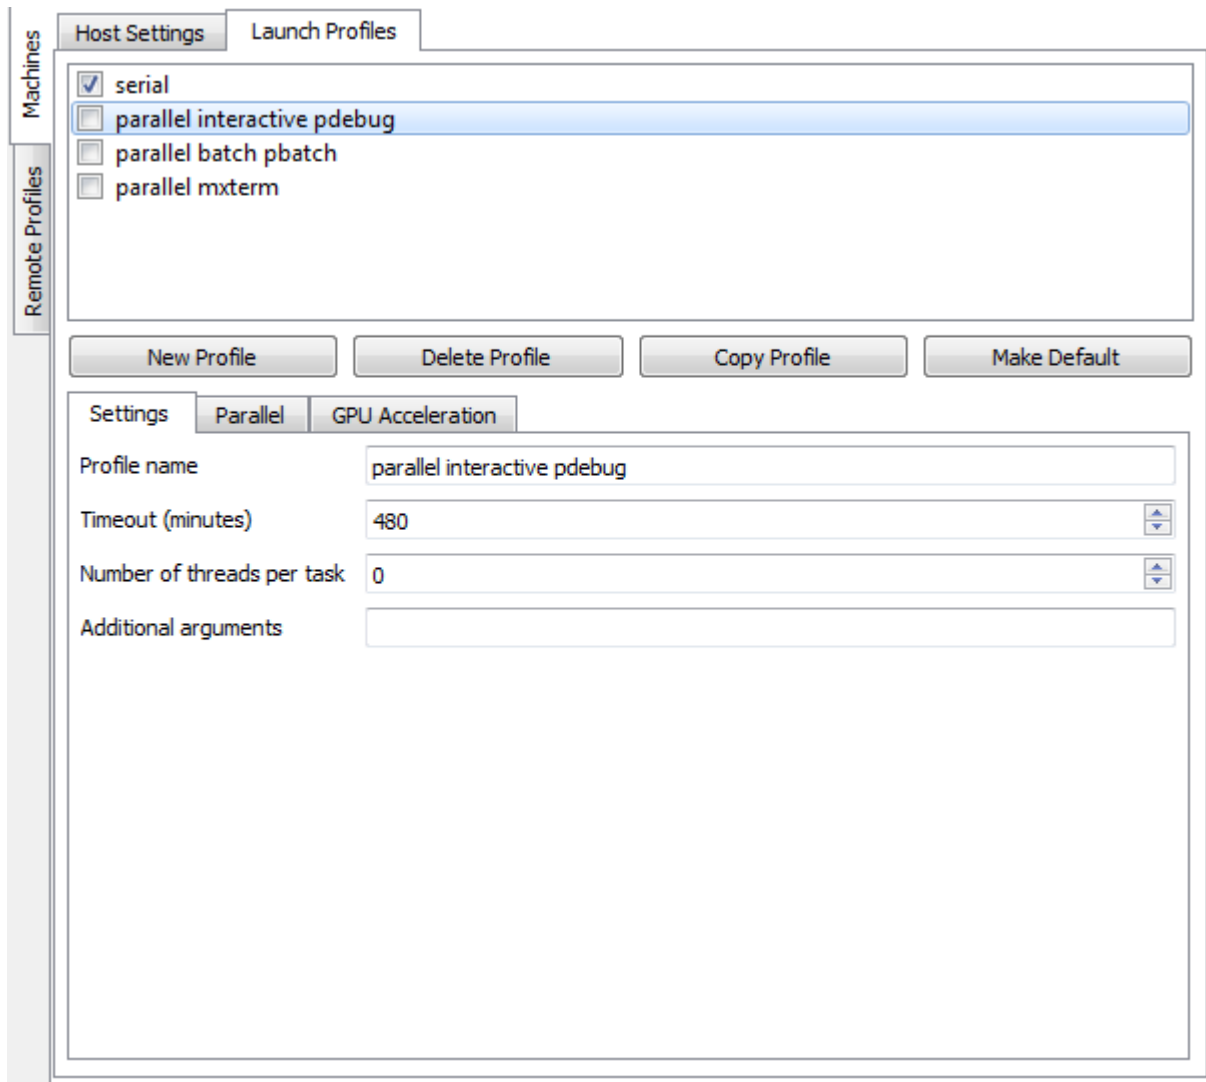 Machines
Remote Profiles
Host Settings
Launch Profiles
serial
parallel interactive pdebug
parallel batch pbatch
parallel mxterm
New Profile
Delete Profile
Copy Profile
Make Default
Settings
Parallel
GPU Acceleration
Profile name
parallel interactive pdebug
Timeout (minutes)
480
Number of threads per task
0
Additional arguments